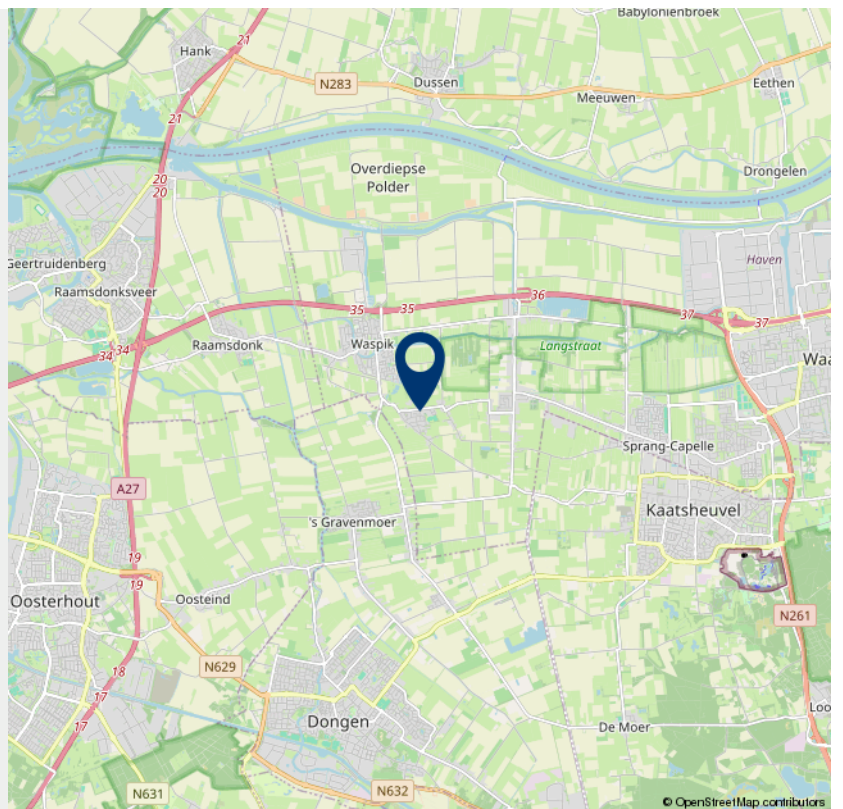 Babyloniënbroek
21
Hank
N283
Dussen
Eethen
Meeuwen
21
Overdiepse
Polder
Drongelen
20
20
Geertruidenberg
Haven
Raamsdonksveer
36
35
35
37
37
Raamsdonk
Waspik
Langstraat
34
34
Waa
Sprang-Capelle
A27
Kaatsheuvel
's Gravenmoer
19
19
Oosterhout
Oosteind
N261
N629
18
17
17
Loo
Dongen
De Moer
N631
N632
© OpenStreetMap contributors